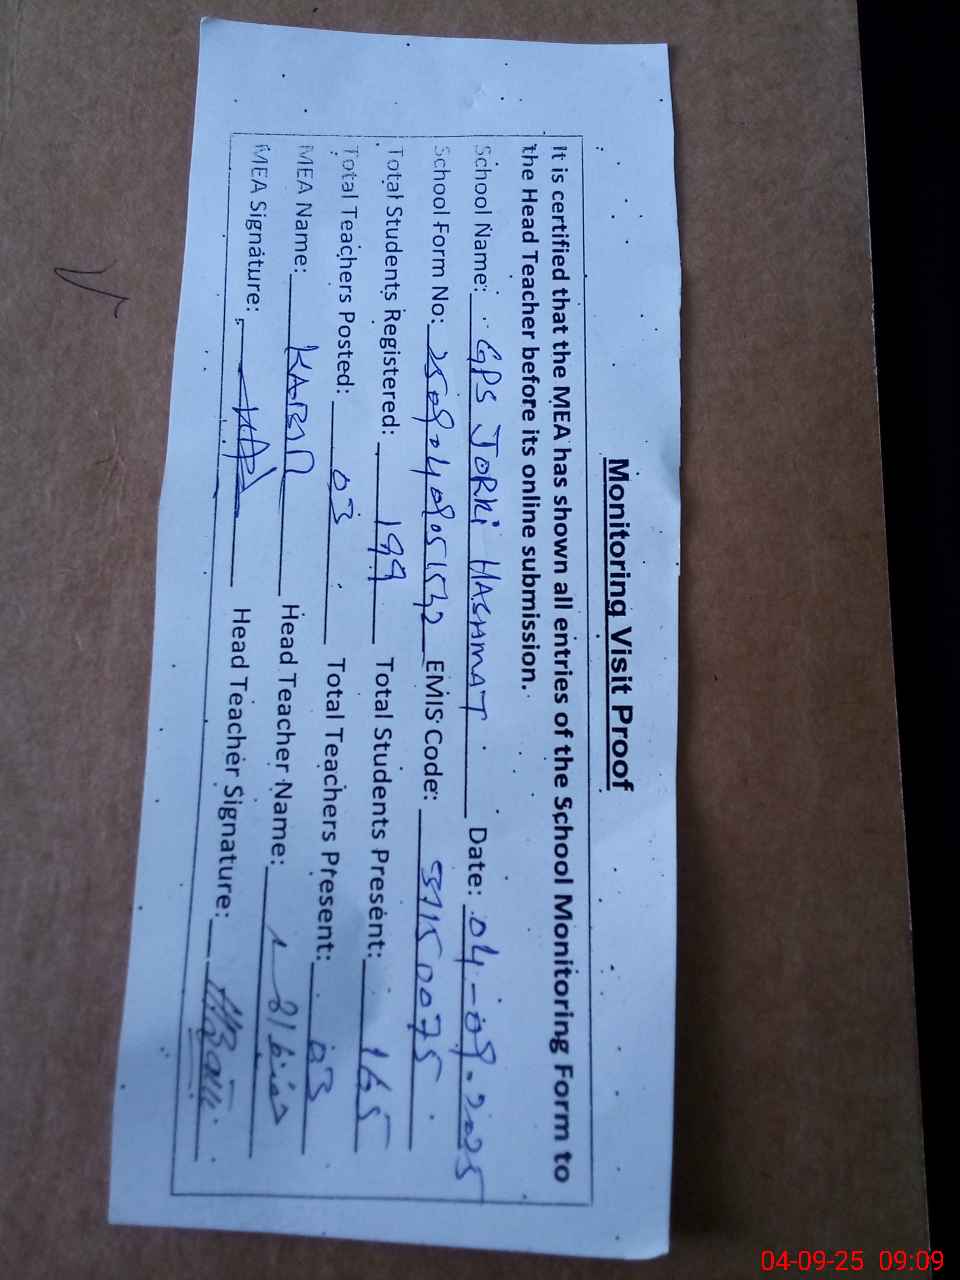 Monitoring Visit Proof
It is certified that the MEA has shown all entries of the School Monitoring Form to
the Head Teacher before its online submission.
School Name: GPS JORKi HASHMAT Date: 04-09-2025
School Form No: EMIS Code:
Total Students Registered: 199 Total Students Present: 165
Total Teachers Posted: 03 Total Teachers Present: 03
MEA Name: KABIR Head Teacher Name:
MEA Signature: Head Teacher Signature:
04-09-25 09:09